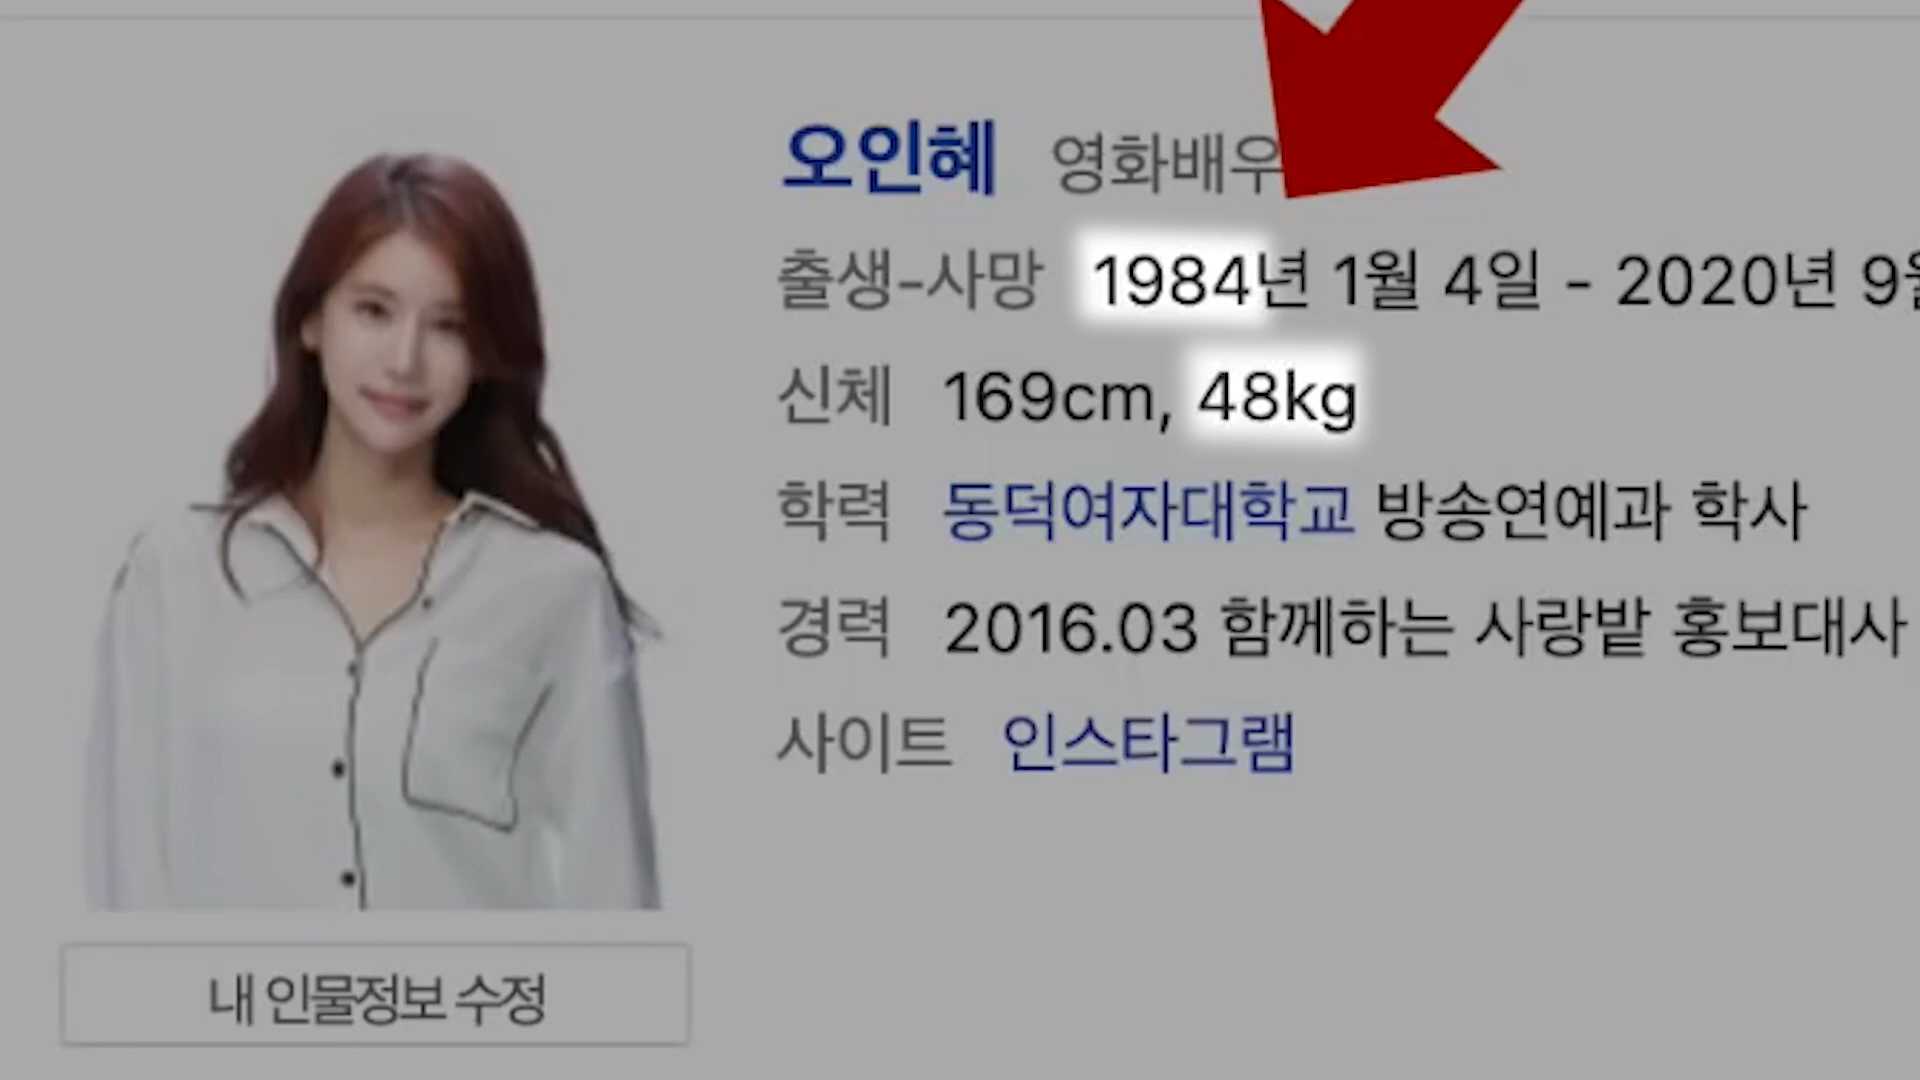 오인혜 영화배우
출생-사망 1984년 1월 4일 - 2020년 9월
신체 169cm, 48kg
학력 동덕여자대학교 방송연예과 학사
경력 2016.03 함께하는 사랑밭 홍보대사
사이트 인스타그램
내 인물정보 수정